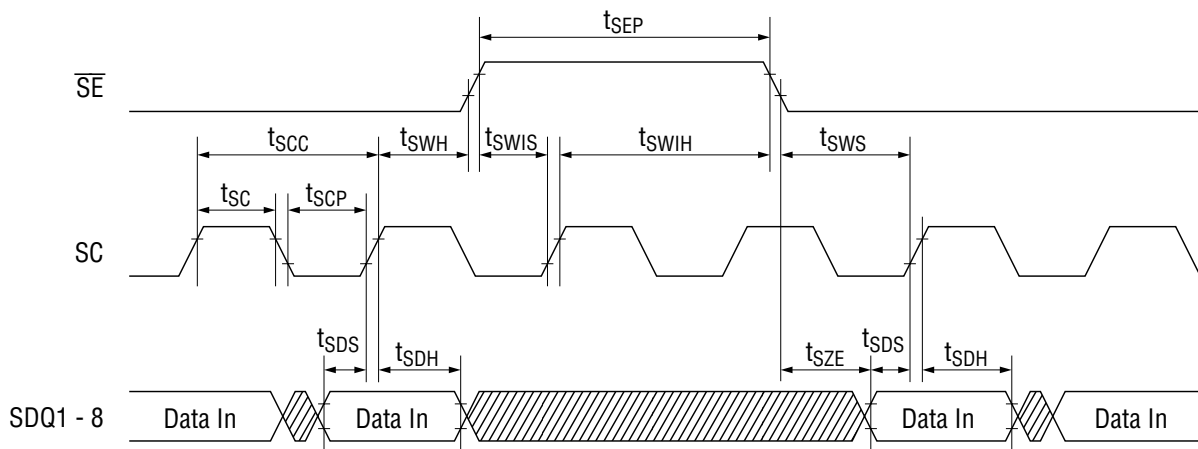 tSEP
SE
tSCC tSWH tSWIS tSWIH tSWS
tSC tSCP
SC
tSDS tSDH tSZE tSDS tSDH
SDQ1 - 8 Data In Data In Data In Data In